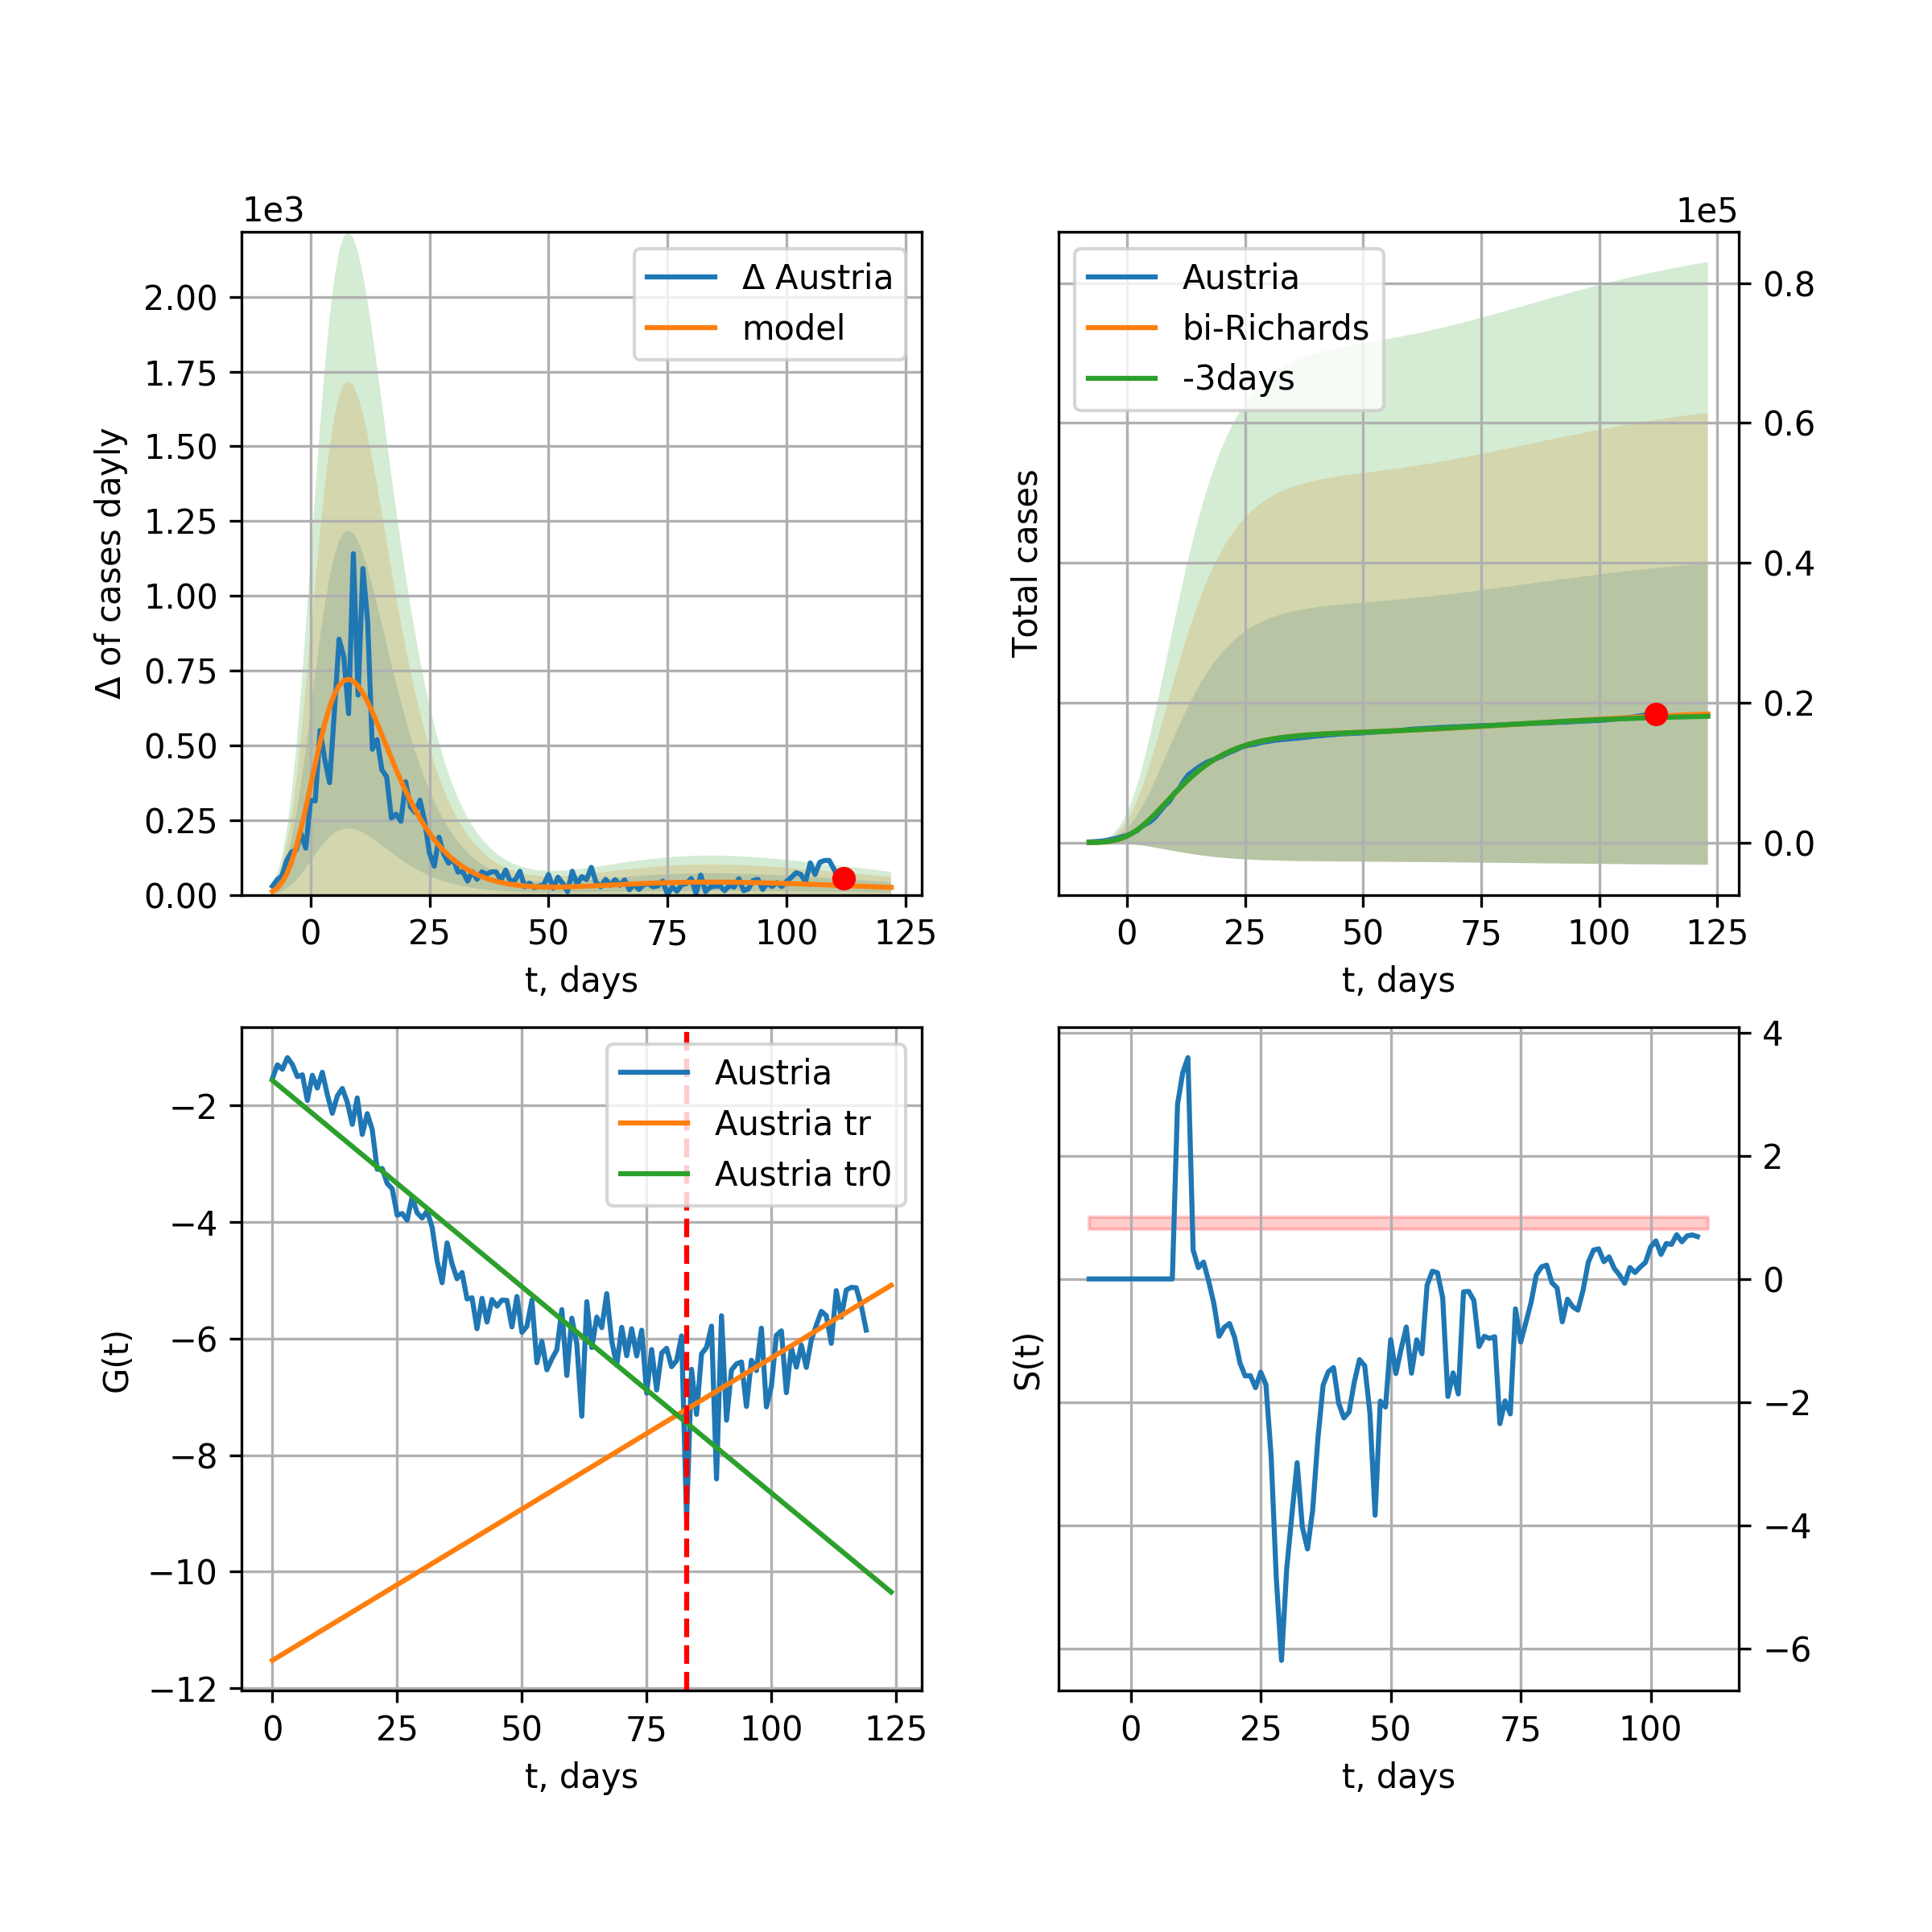 1e3
Δ of cases dayly
2.00
1.75
1.50
1.25
1.00
0.75
0.50
0.25
0.00
Δ Austria
model
0 25 50 75 100 125
t, days
1e5
Total cases
Austria
bi-Richards
-3days
0.8
0.6
0.4
0.2
0.0
0 25 50 75 100 125
t, days
G(t)
−2
−4
−6
−8
−10
−12
Austria
Austria tr
Austria tr0
0 25 50 75 100 125
t, days
S(t)
4
2
0
−2
−4
−6
0 25 50 75 100
t, days